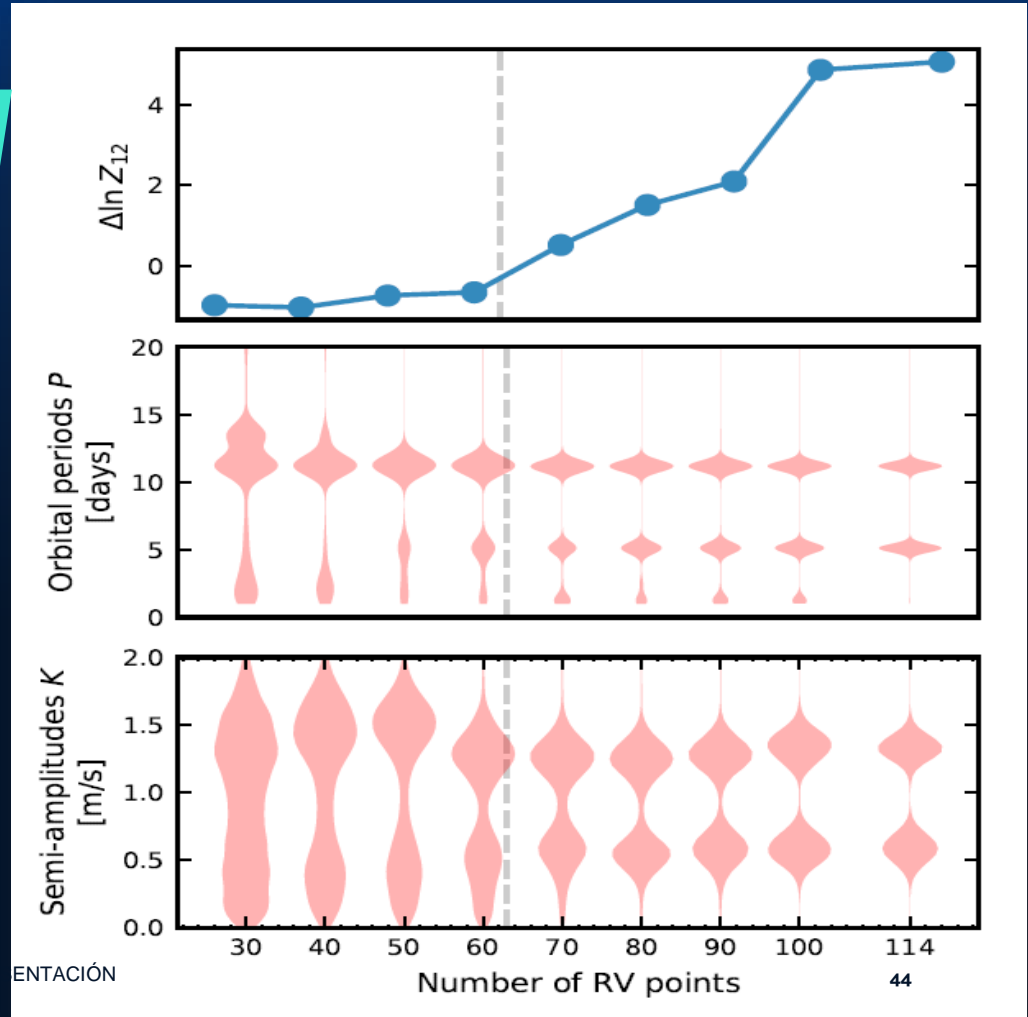 4
2
0
Δln Z₁₂
20
15
10
5
0
Orbital periods P
[days]
2.0
1.5
1.0
0.5
0.0
Semi-amplitudes K
[m/s]
30 40 50 60 70 80 90 100 114
Number of RV points
ENTACIÓN
44